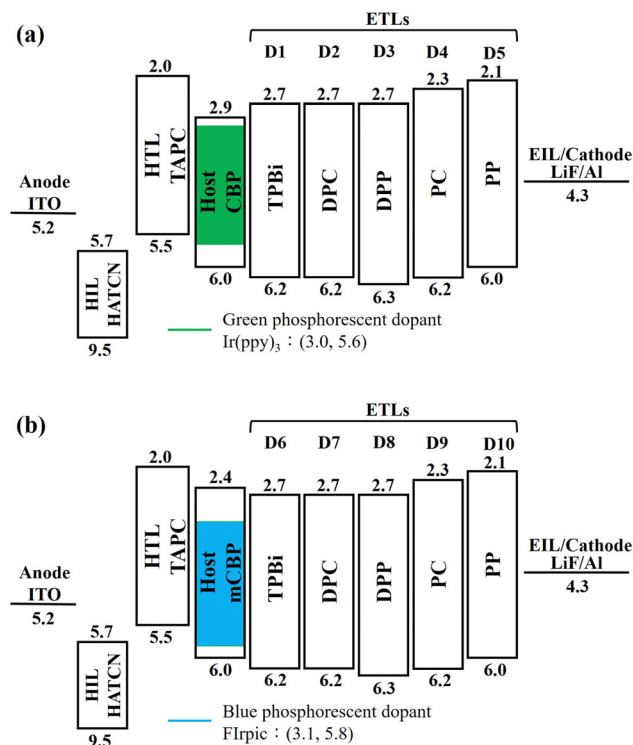 (a)
ETLs
D1 D2 D3 D4 D5
2.0 2.9 2.7 2.7 2.7 2.3 2.1
Anode
ITO
5.2
5.7
HIL
HATCN
9.5
HTL
TAPC
5.5
Host
CBP
6.0
TPBi
6.2
DPC
6.2
DPP
6.3
PC
6.2
PP
6.0
EIL/Cathode
LiF/Al
4.3
Green phosphorescent dopant
Ir(ppy)₃ : (3.0, 5.6)
(b)
ETLs
D6 D7 D8 D9 D10
2.0 2.4 2.7 2.7 2.7 2.3 2.1
Anode
ITO
5.2
5.7
HIL
HATCN
9.5
HTL
TAPC
5.5
Host
mCBP
6.0
TPBi
6.2
DPC
6.2
DPP
6.3
PC
6.2
PP
6.0
EIL/Cathode
LiF/Al
4.3
Blue phosphorescent dopant
FIrpic : (3.1, 5.8)